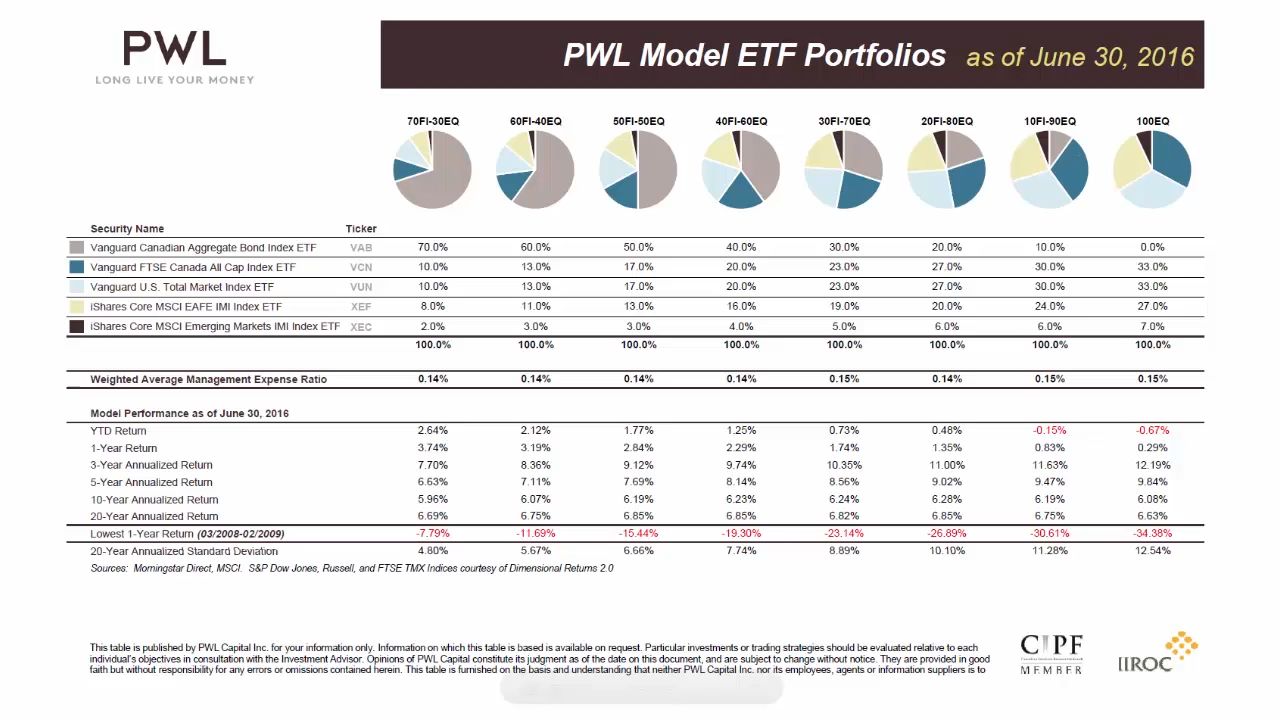 PWL
LONG LIVE YOUR MONEY
PWL Model ETF Portfolios as of June 30, 2016
70FI-30EQ 60FI-40EQ 50FI-50EQ 40FI-60EQ 30FI-70EQ 20FI-80EQ 10FI-90EQ 100EQ
Security Name Ticker
Vanguard Canadian Aggregate Bond Index ETF VAB 70.0% 60.0% 50.0% 40.0% 30.0% 20.0% 10.0% 0.0%
Vanguard FTSE Canada All Cap Index ETF VCN 10.0% 13.0% 17.0% 20.0% 23.0% 27.0% 30.0% 33.0%
Vanguard U.S. Total Market Index ETF VUN 10.0% 13.0% 17.0% 20.0% 23.0% 27.0% 30.0% 33.0%
iShares Core MSCI EAFE IMI Index ETF XEF 8.0% 11.0% 13.0% 16.0% 19.0% 20.0% 24.0% 27.0%
iShares Core MSCI Emerging Markets IMI Index ETF XEC 2.0% 3.0% 3.0% 4.0% 5.0% 6.0% 6.0% 7.0%
100.0% 100.0% 100.0% 100.0% 100.0% 100.0% 100.0% 100.0%
Weighted Average Management Expense Ratio 0.14% 0.14% 0.14% 0.14% 0.15% 0.14% 0.15% 0.15%
Model Performance as of June 30, 2016
YTD Return 2.64% 2.12% 1.77% 1.25% 0.73% 0.48% -0.15% -0.67%
1-Year Return 3.74% 3.19% 2.84% 2.29% 1.74% 1.35% 0.83% 0.29%
3-Year Annualized Return 7.70% 8.36% 9.12% 9.74% 10.35% 11.00% 11.63% 12.19%
5-Year Annualized Return 6.63% 7.11% 7.69% 8.14% 8.56% 9.02% 9.47% 9.84%
10-Year Annualized Return 5.96% 6.07% 6.19% 6.23% 6.24% 6.28% 6.19% 6.08%
20-Year Annualized Return 6.69% 6.75% 6.85% 6.85% 6.82% 6.85% 6.75% 6.63%
Lowest 1-Year Return (03/2008-02/2009) -7.79% -11.69% -15.44% -19.30% -23.14% -26.89% -30.61% -34.38%
20-Year Annualized Standard Deviation 4.80% 5.67% 6.66% 7.74% 8.89% 10.10% 11.28% 12.54%
Sources: Morningstar Direct, MSCI. S&P Dow Jones, Russell, and FTSE TMX Indices courtesy of Dimensional Returns 2.0
This table is published by PWL Capital Inc. for your information only. Information on which this table is based is available on request. Particular investments or trading strategies should be evaluated relative to each
individual's objectives in consultation with the Investment Advisor. Opinions of PWL Capital constitute its judgment as of the date on this document, and are subject to change without notice. They are provided in good
faith but without responsibility for any errors or omissions contained herein. This table is furnished on the basis and understanding that neither PWL Capital Inc. nor its employees, agents or information suppliers is to
CIPF
MEMBER
IIROC